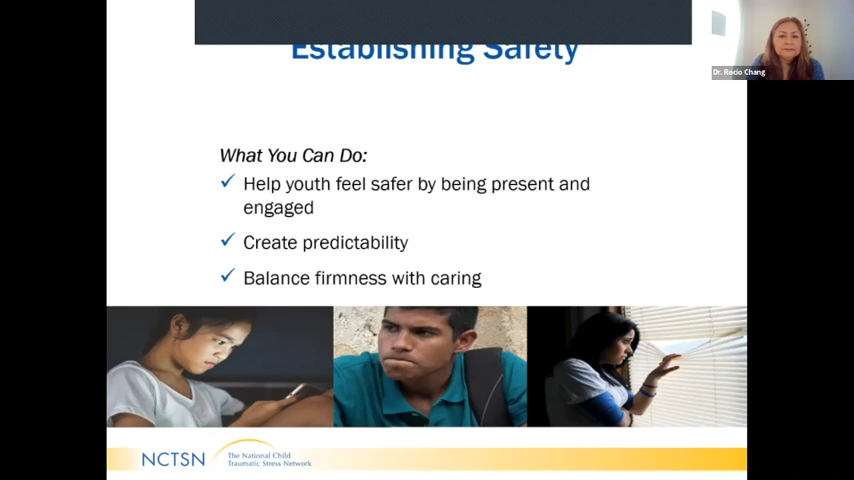 Establishing Safety
Dr. Rocio Chang
What You Can Do:
✓ Help youth feel safer by being present and
engaged
✓ Create predictability
✓ Balance firmness with caring
NCTSN
The National Child
Traumatic Stress Network